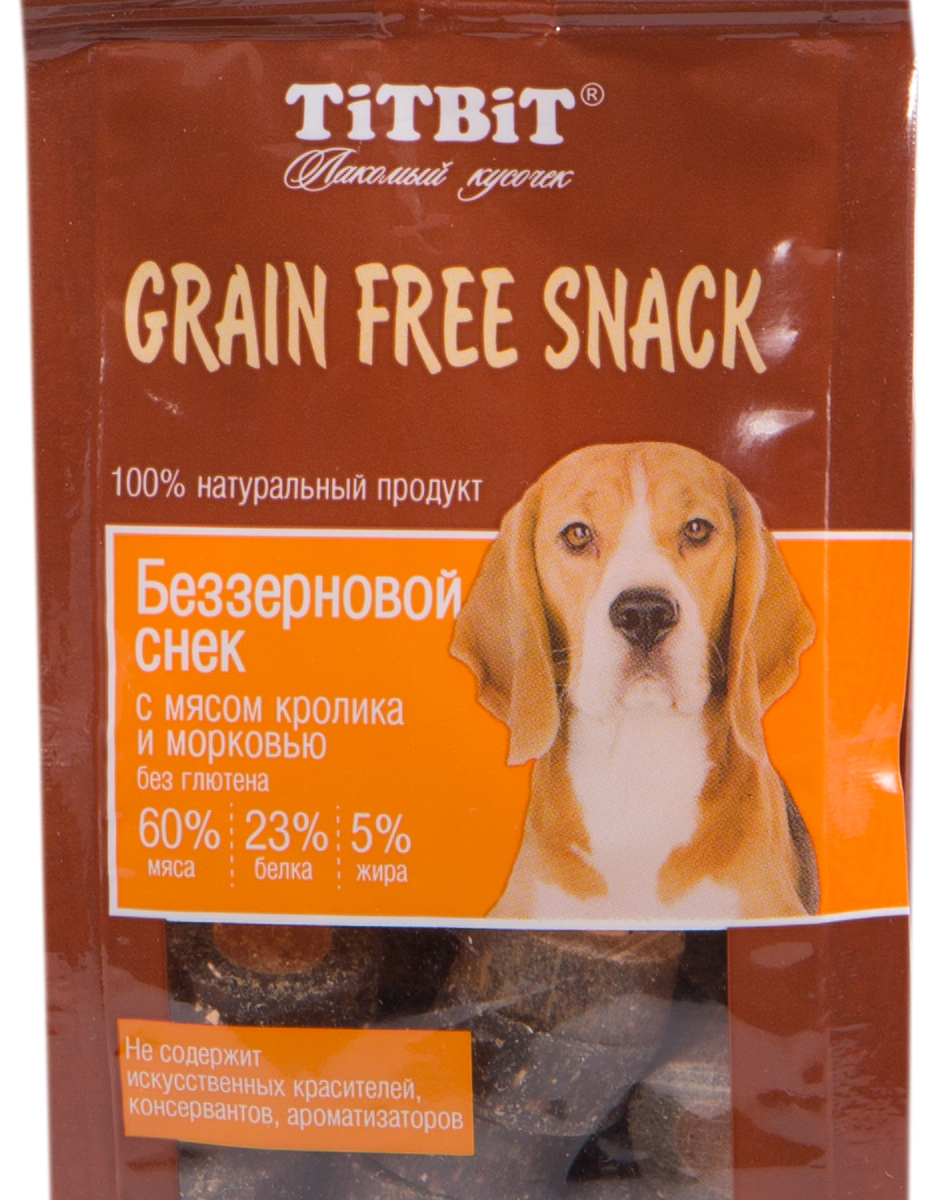 TiTBiT®
Лакомый кусочек
GRAIN FREE SNACK
100% натуральный продукт
Беззерновой
снек
с мясом кролика
и морковью
без глютена
60% 23% 5%
мяса белка жира
Не содержит
искусственных красителей,
консервантов, ароматизаторов